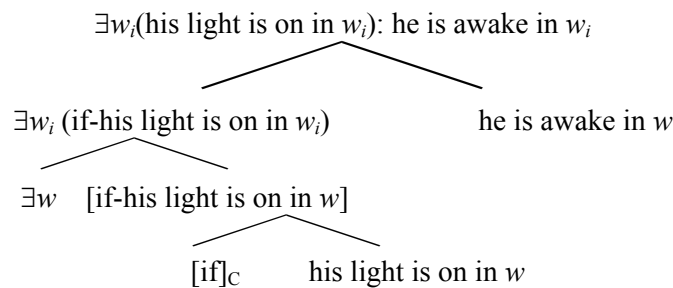 ∃wᵢ(his light is on in wᵢ): he is awake in wᵢ
∃wᵢ (if-his light is on in wᵢ) he is awake in w
∃w [if-his light is on in w]
[if]C his light is on in w